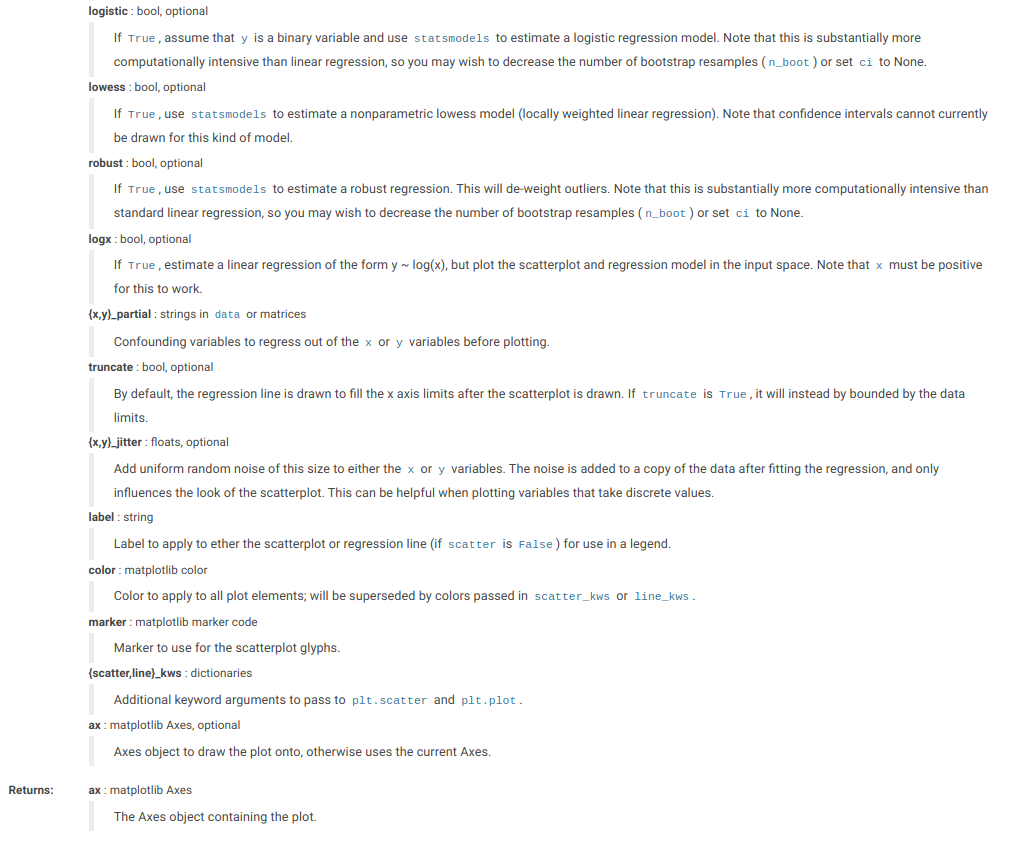 logistic : bool, optional
If True, assume that y is a binary variable and use statsmodels to estimate a logistic regression model. Note that this is substantially more
computationally intensive than linear regression, so you may wish to decrease the number of bootstrap resamples (n_boot) or set ci to None.
lowess : bool, optional
If True, use statsmodels to estimate a nonparametric lowess model (locally weighted linear regression). Note that confidence intervals cannot currently
be drawn for this kind of model.
robust : bool, optional
If True, use statsmodels to estimate a robust regression. This will de-weight outliers. Note that this is substantially more computationally intensive than
standard linear regression, so you may wish to decrease the number of bootstrap resamples (n_boot) or set ci to None.
logx : bool, optional
If True, estimate a linear regression of the form y ~ log(x), but plot the scatterplot and regression model in the input space. Note that x must be positive
for this to work.
{x,y}_partial : strings in data or matrices
Confounding variables to regress out of the x or y variables before plotting.
truncate : bool, optional
By default, the regression line is drawn to fill the x axis limits after the scatterplot is drawn. If truncate is True, it will instead by bounded by the data
limits.
{x,y}_jitter : floats, optional
Add uniform random noise of this size to either the x or y variables. The noise is added to a copy of the data after fitting the regression, and only
influences the look of the scatterplot. This can be helpful when plotting variables that take discrete values.
label : string
Label to apply to ether the scatterplot or regression line (if scatter is False) for use in a legend.
color : matplotlib color
Color to apply to all plot elements; will be superseded by colors passed in scatter_kws or line_kws.
marker : matplotlib marker code
Marker to use for the scatterplot glyphs.
{scatter,line}_kws : dictionaries
Additional keyword arguments to pass to plt.scatter and plt.plot.
ax : matplotlib Axes, optional
Axes object to draw the plot onto, otherwise uses the current Axes.
Returns: ax : matplotlib Axes
The Axes object containing the plot.